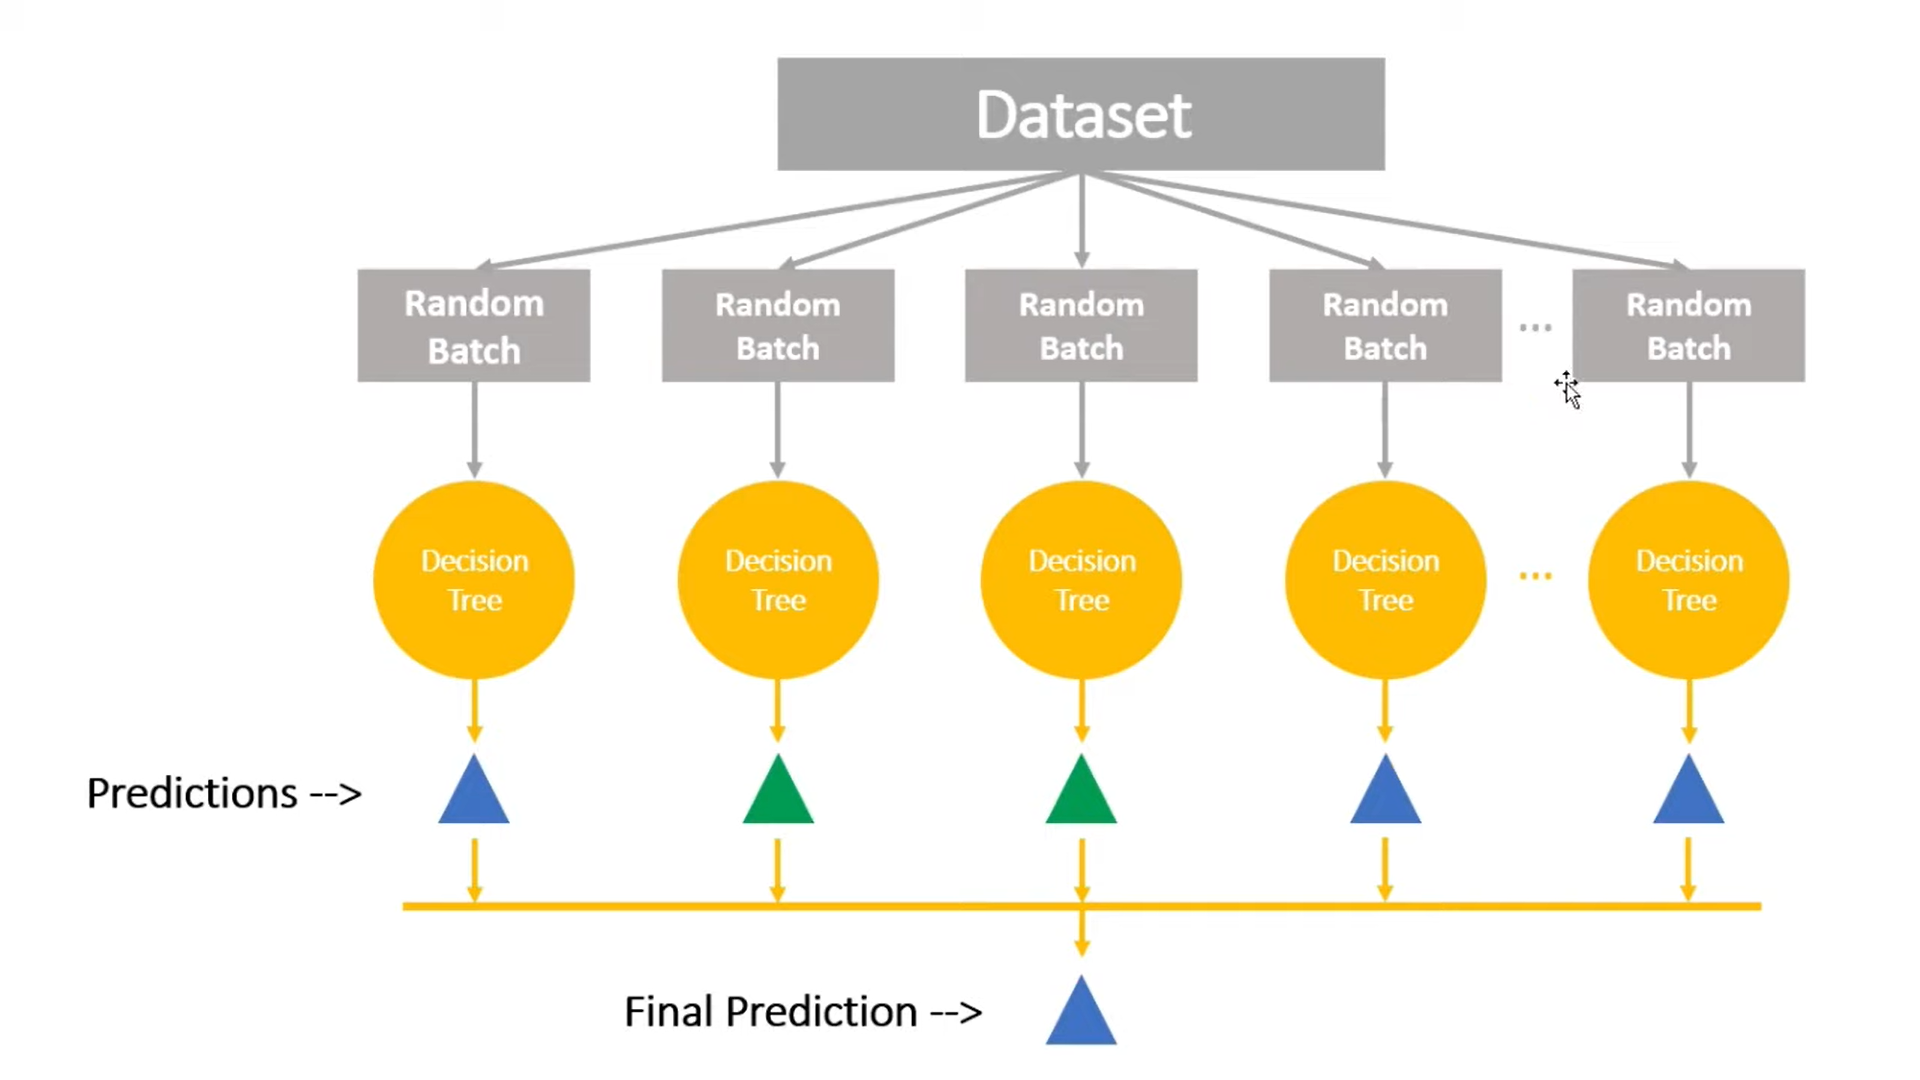 Dataset
Random
Batch
Random
Batch
Random
Batch
Random
Batch
...
Random
Batch
Decision
Tree
Decision
Tree
Decision
Tree
Decision
Tree
...
Decision
Tree
Predictions -->
Final Prediction -->